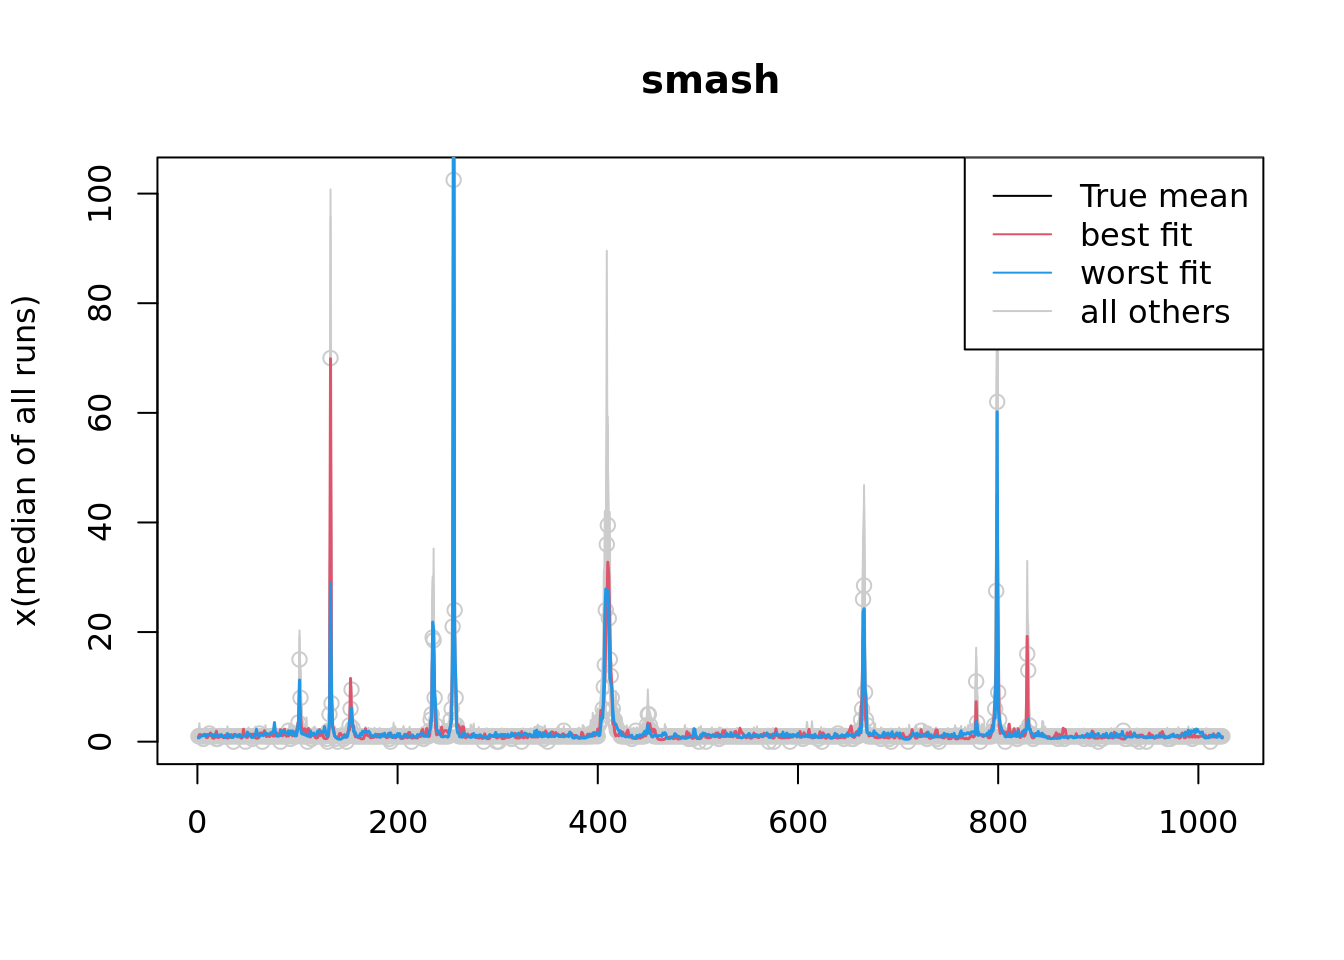 smash
x(median of all runs)
100
80
60
40
20
0
True mean
best fit
worst fit
all others
0 200 400 600 800 1000